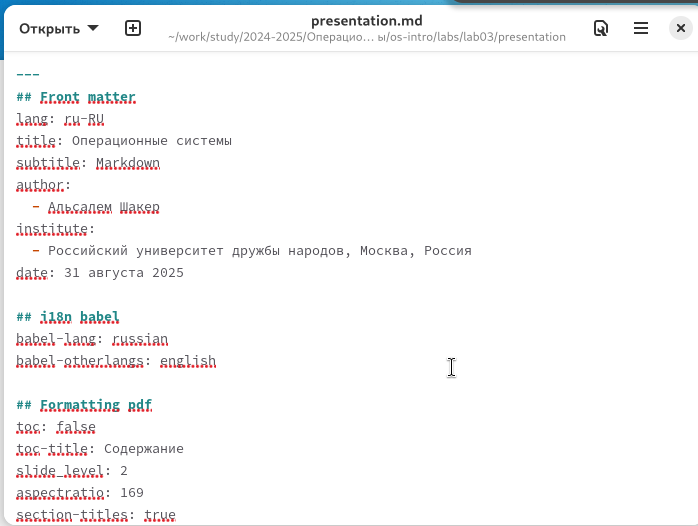 Открыть
presentation.md
~/work/study/2024-2025/Операцио… ы/os-intro/labs/lab03/presentation
---
## Front matter
lang: ru-RU
title: Операционные системы
subtitle: Markdown
author:
- Альсалем Шакер
institute:
- Российский университет дружбы народов, Москва, Россия
date: 31 августа 2025
## i18n babel
babel-lang: russian
babel-otherlangs: english
## Formatting pdf
toc: false
toc-title: Содержание
slide_level: 2
aspectratio: 169
section-titles: true